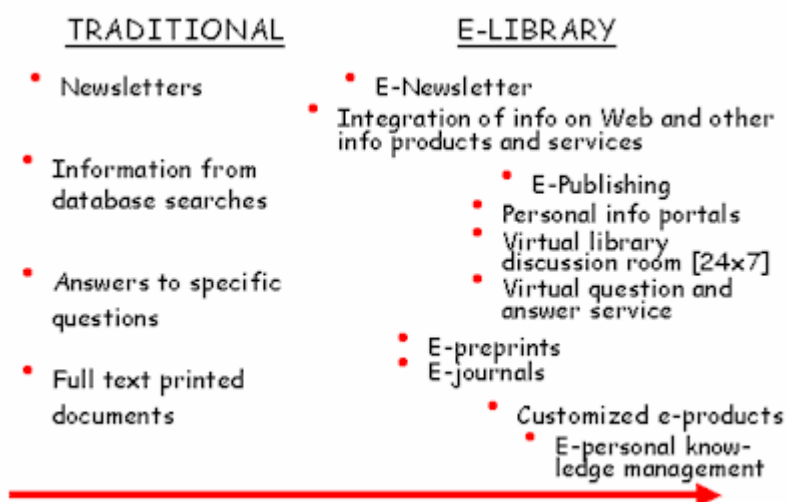 TRADITIONAL
Newsletters
Information from
database searches
Answers to specific
questions
Full text printed
documents
E-LIBRARY
E-Newsletter
Integration of info on Web and other
info products and services
E-Publishing
Personal info portals
Virtual library
discussion room [24x7]
Virtual question and
answer service
E-preprints
E-journals
Customized e-products
E-personal know-
ledge management